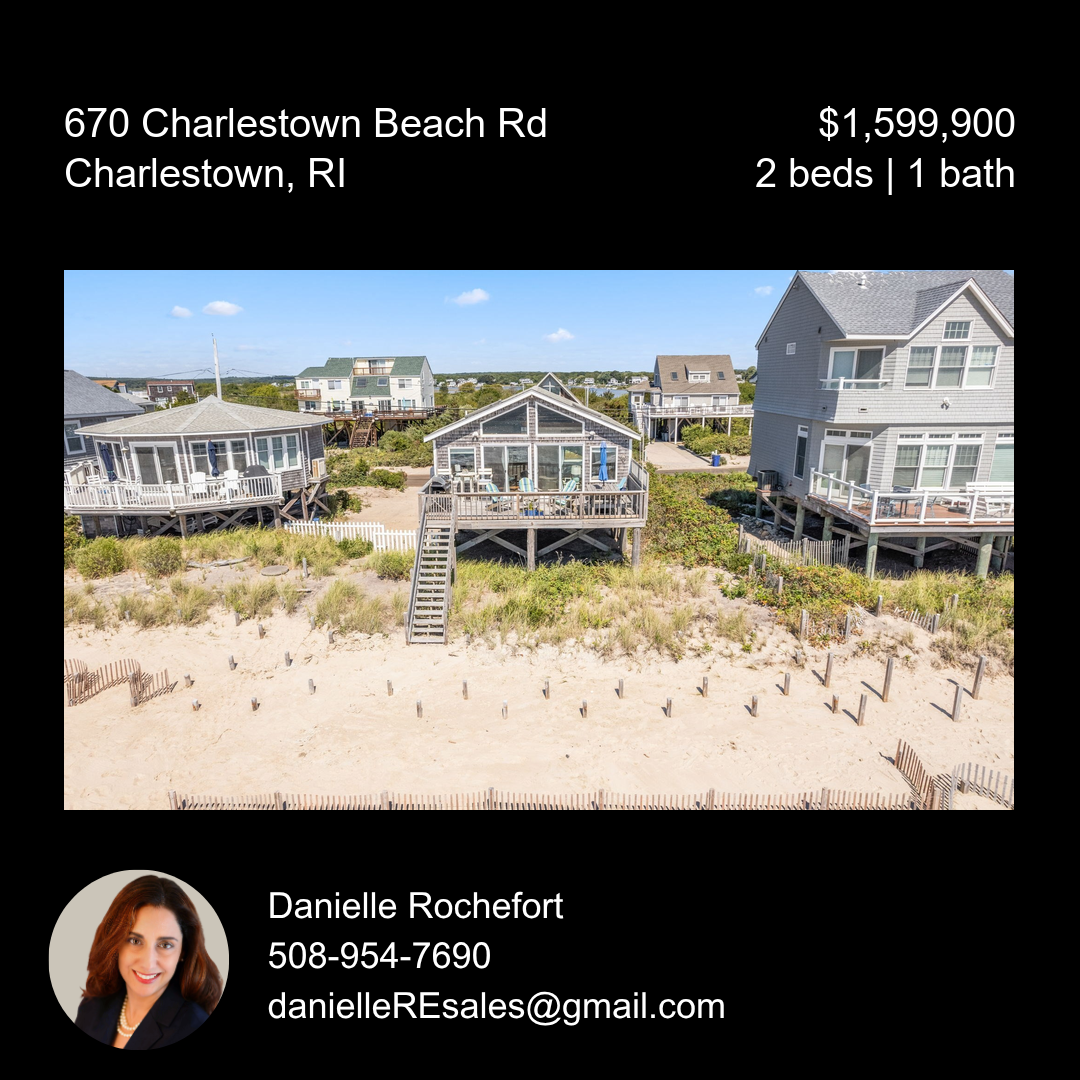 670 Charlestown Beach Rd
Charlestown, RI
$1,599,900
2 beds | 1 bath
Danielle Rochefort
508-954-7690
danielleREsales@gmail.com